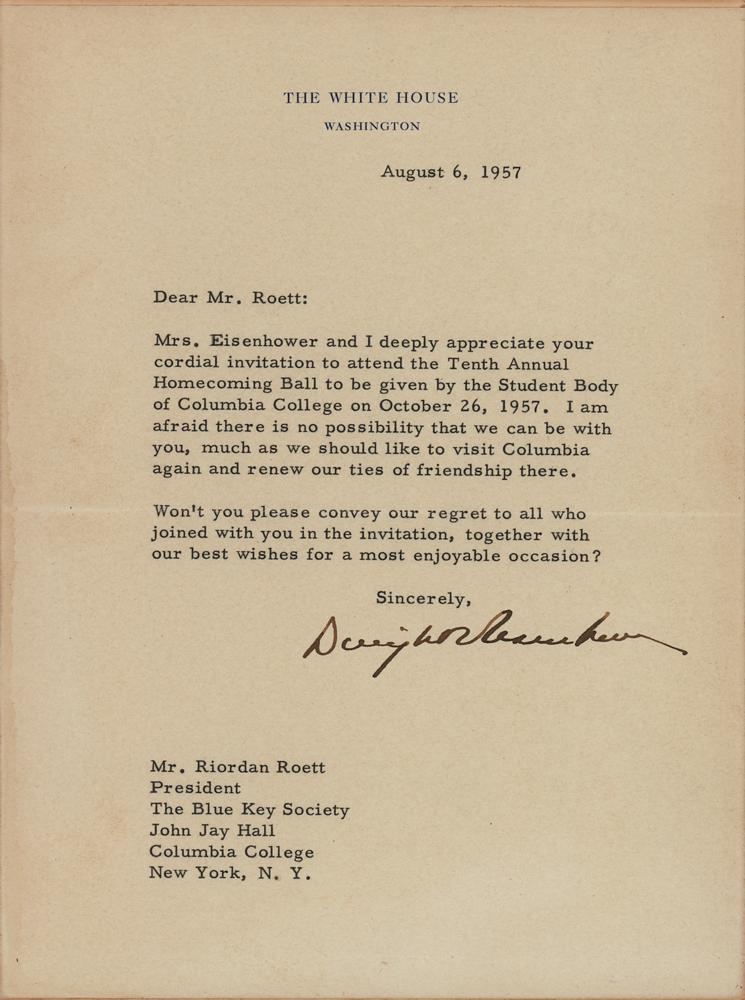 THE WHITE HOUSE
WASHINGTON
August 6, 1957
Dear Mr. Roett:
Mrs. Eisenhower and I deeply appreciate your
cordial invitation to attend the Tenth Annual
Homecoming Ball to be given by the Student Body
of Columbia College on October 26, 1957. I am
afraid there is no possibility that we can be with
you, much as we should like to visit Columbia
again and renew our ties of friendship there.
Won't you please convey our regret to all who
joined with you in the invitation, together with
our best wishes for a most enjoyable occasion?
Sincerely,
Dwight D Eisenhower
Mr. Riordan Roett
President
The Blue Key Society
John Jay Hall
Columbia College
New York, N. Y.